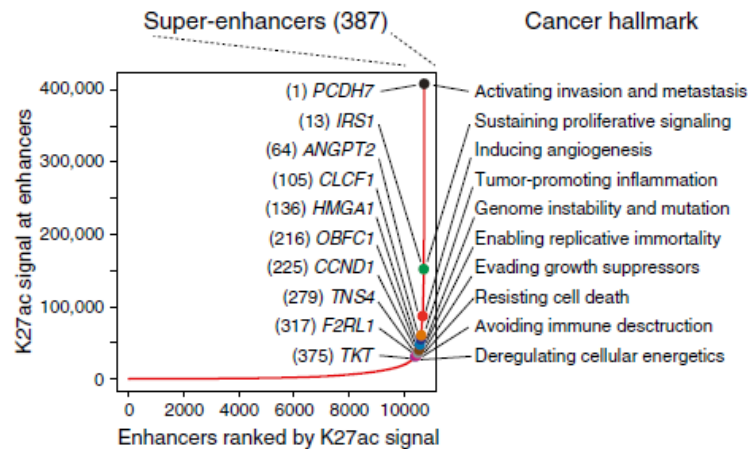 Super-enhancers (387) Cancer hallmark
K27ac signal at enhancers
400,000
300,000
200,000
100,000
0
(1) PCDH7 Activating invasion and metastasis
(13) IRS1 Sustaining proliferative signaling
(64) ANGPT2 Inducing angiogenesis
(105) CLCF1 Tumor-promoting inflammation
(136) HMGA1 Genome instability and mutation
(216) OBFC1 Enabling replicative immortality
(225) CCND1 Evading growth suppressors
(279) TNS4 Resisting cell death
(317) F2RL1 Avoiding immune desctruction
(375) TKT Deregulating cellular energetics
0 2000 4000 6000 8000 10000
Enhancers ranked by K27ac signal